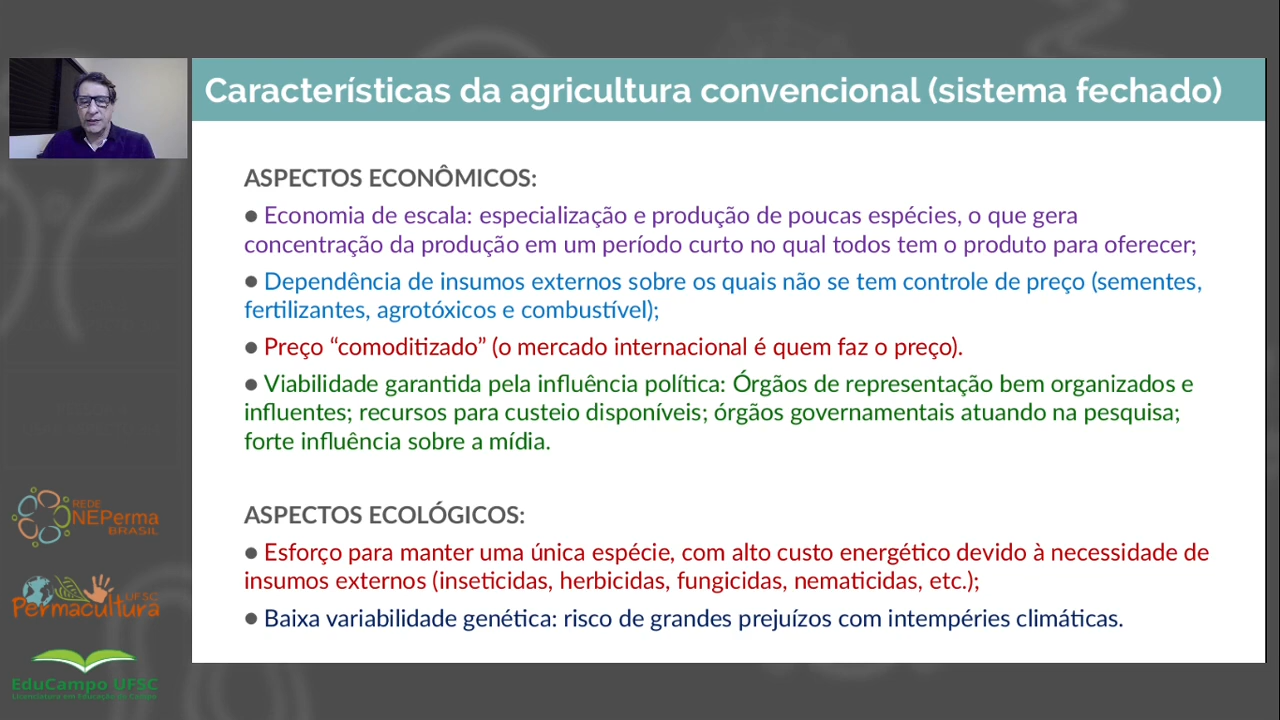 Características da agricultura convencional (sistema fechado)
ASPECTOS ECONÔMICOS:
● Economia de escala: especialização e produção de poucas espécies, o que gera
concentração da produção em um período curto no qual todos tem o produto para oferecer;
● Dependência de insumos externos sobre os quais não se tem controle de preço (sementes,
fertilizantes, agrotóxicos e combustível);
● Preço “comoditizado” (o mercado internacional é quem faz o preço).
● Viabilidade garantida pela influência política: Órgãos de representação bem organizados e
influentes; recursos para custeio disponíveis; órgãos governamentais atuando na pesquisa;
forte influência sobre a mídia.
ASPECTOS ECOLÓGICOS:
● Esforço para manter uma única espécie, com alto custo energético devido à necessidade de
insumos externos (inseticidas, herbicidas, fungicidas, nematicidas, etc.);
● Baixa variabilidade genética: risco de grandes prejuízos com intempéries climáticas.
REDE
NEPerma
BRASIL
UFSC
Permacultura
EduCampo UFSC
Licenciatura em Educação do Campo